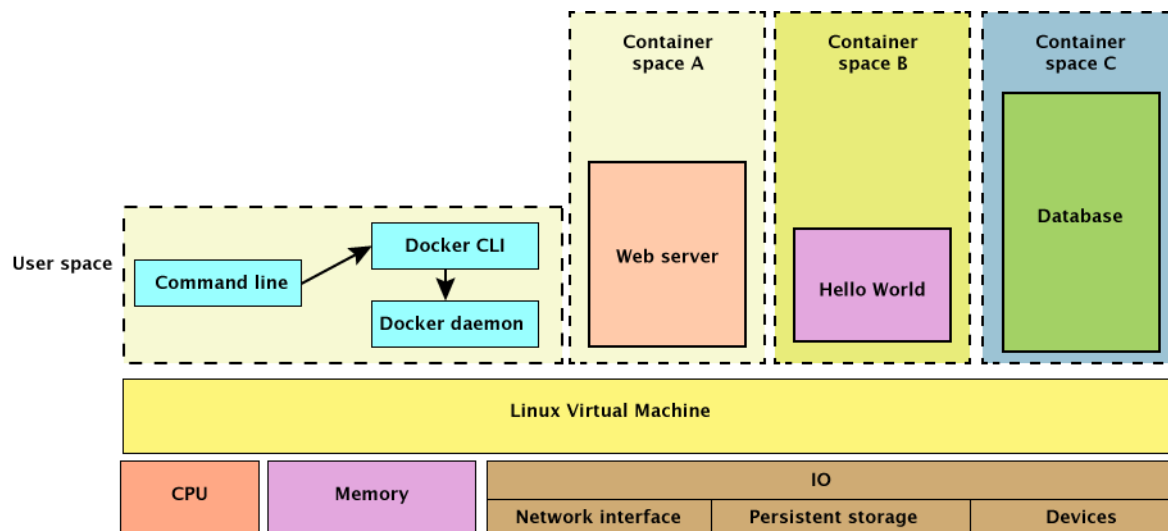 Container
space A
Container
space B
Container
space C
User space
Command line
Docker CLI
Docker daemon
Web server
Hello World
Database
Linux Virtual Machine
CPU
Memory
IO
Network interface
Persistent storage
Devices